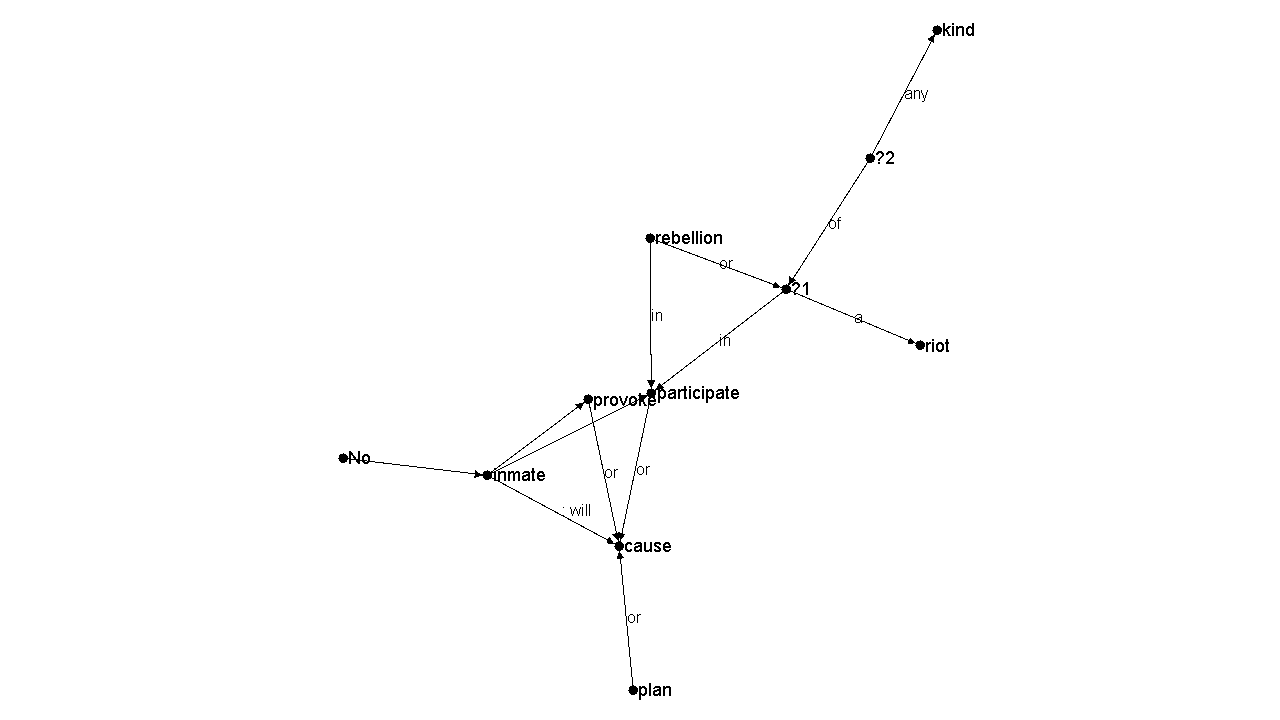 kind
any
?2
of
rebellion
or
?1
in
a
in
riot
participate
provoke
No
inmate
or
or
: will
cause
or
plan